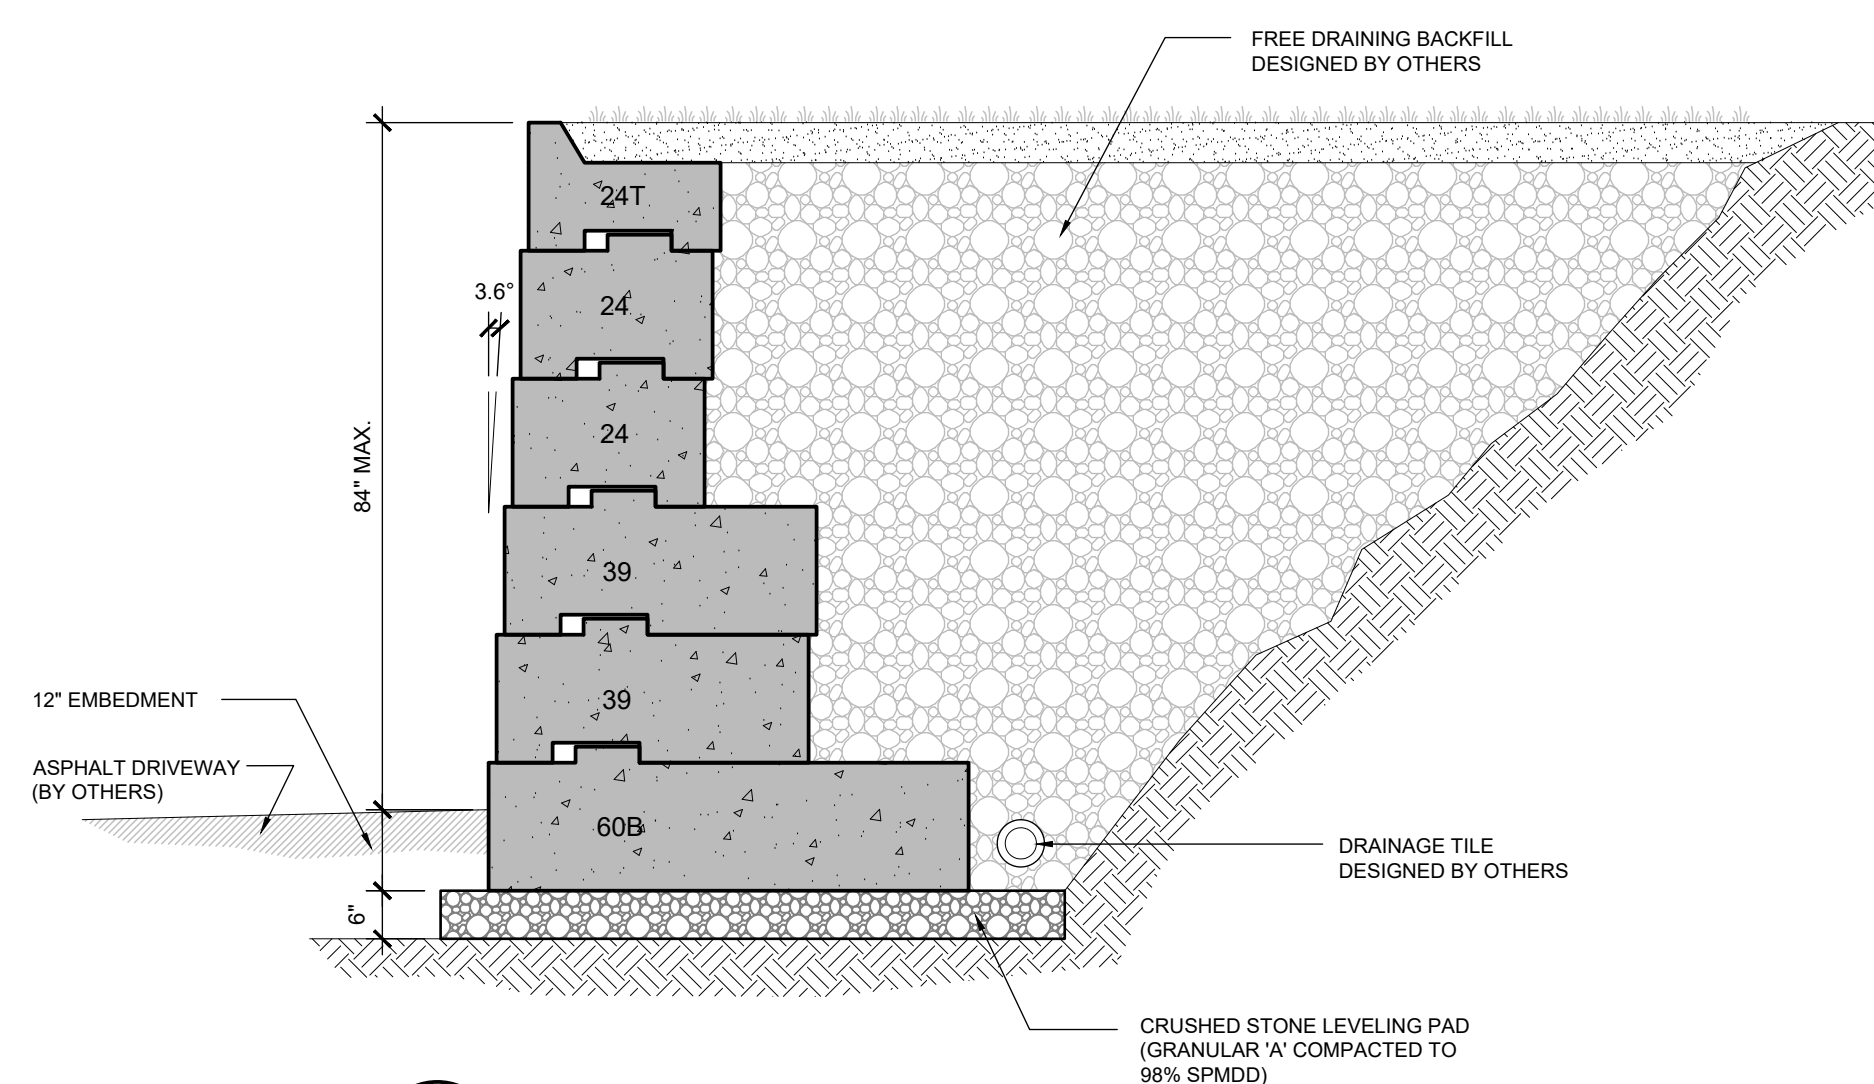 FREE DRAINING BACKFILL
DESIGNED BY OTHERS
24T
3.6°
24
84" MAX.
24
39
12" EMBEDMENT
39
ASPHALT DRIVEWAY
(BY OTHERS)
60B
DRAINAGE TILE
DESIGNED BY OTHERS
6"
CRUSHED STONE LEVELING PAD
(GRANULAR 'A' COMPACTED TO
98% SPMDD)